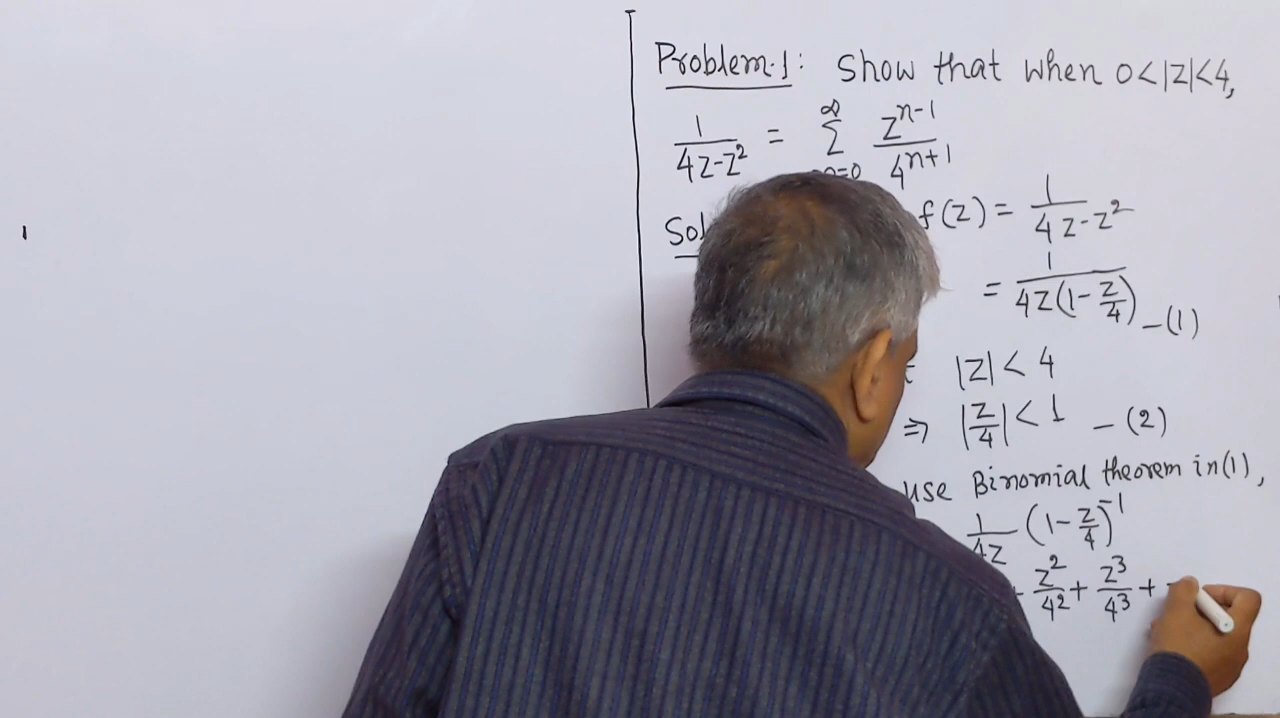 Problem.1: Show that when 0<|z|<4,
1/(4z-z²) = ∞ Σ n=0 z^(n-1)/4^(n+1)
Sol f(z) = 1/(4z-z²)
= 1/(4z(1-z/4)) -(1)
|z| < 4
⇒ |z/4| < 1 -(2)
use Binomial theorem in (1),
1/4z (1-z/4)^-1
z²/4² + z³/4³ +